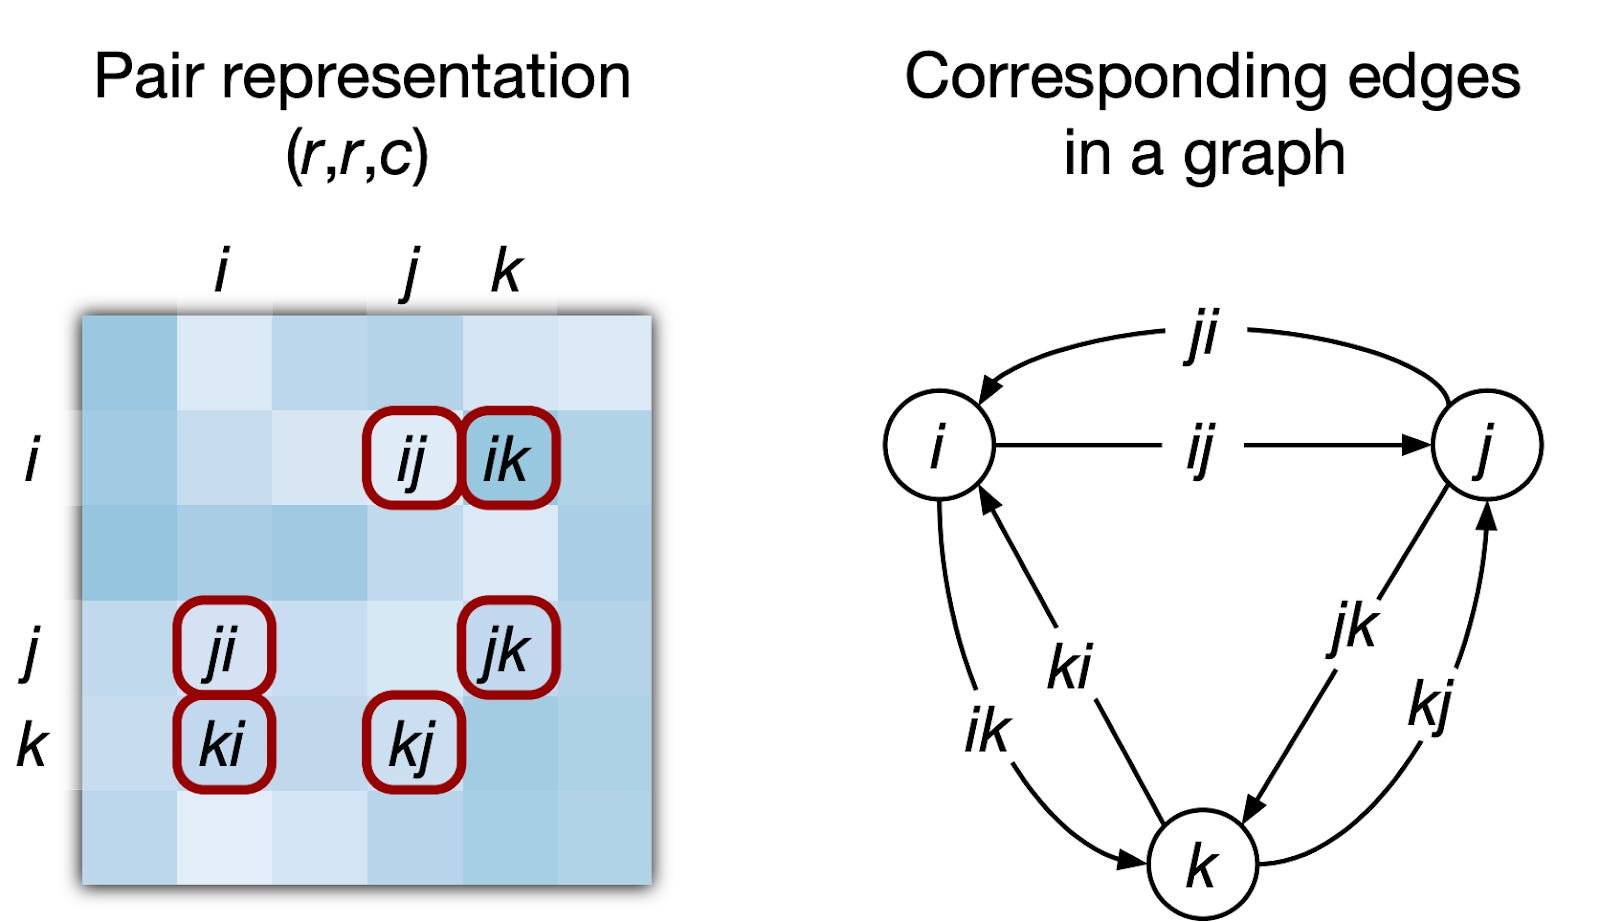 Pair representation
(r,r,c)
i j k
i ij ik
j ji jk
k ki kj
Corresponding edges
in a graph
ji
i ij j
jk
ki
kj
ik
k